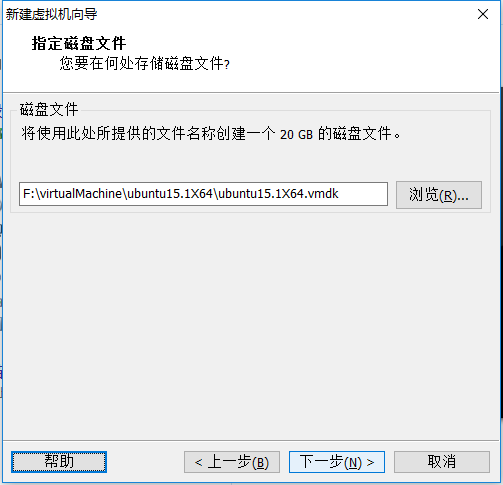 新建虚拟机向导
指定磁盘文件
您要在何处存储磁盘文件?
磁盘文件
将使用此处所提供的文件名称创建一个 20 GB 的磁盘文件。
F:\virtualMachine\ubuntu15.1X64\ubuntu15.1X64.vmdk
浏览(R)...
帮助
< 上一步(B)
下一步(N) >
取消